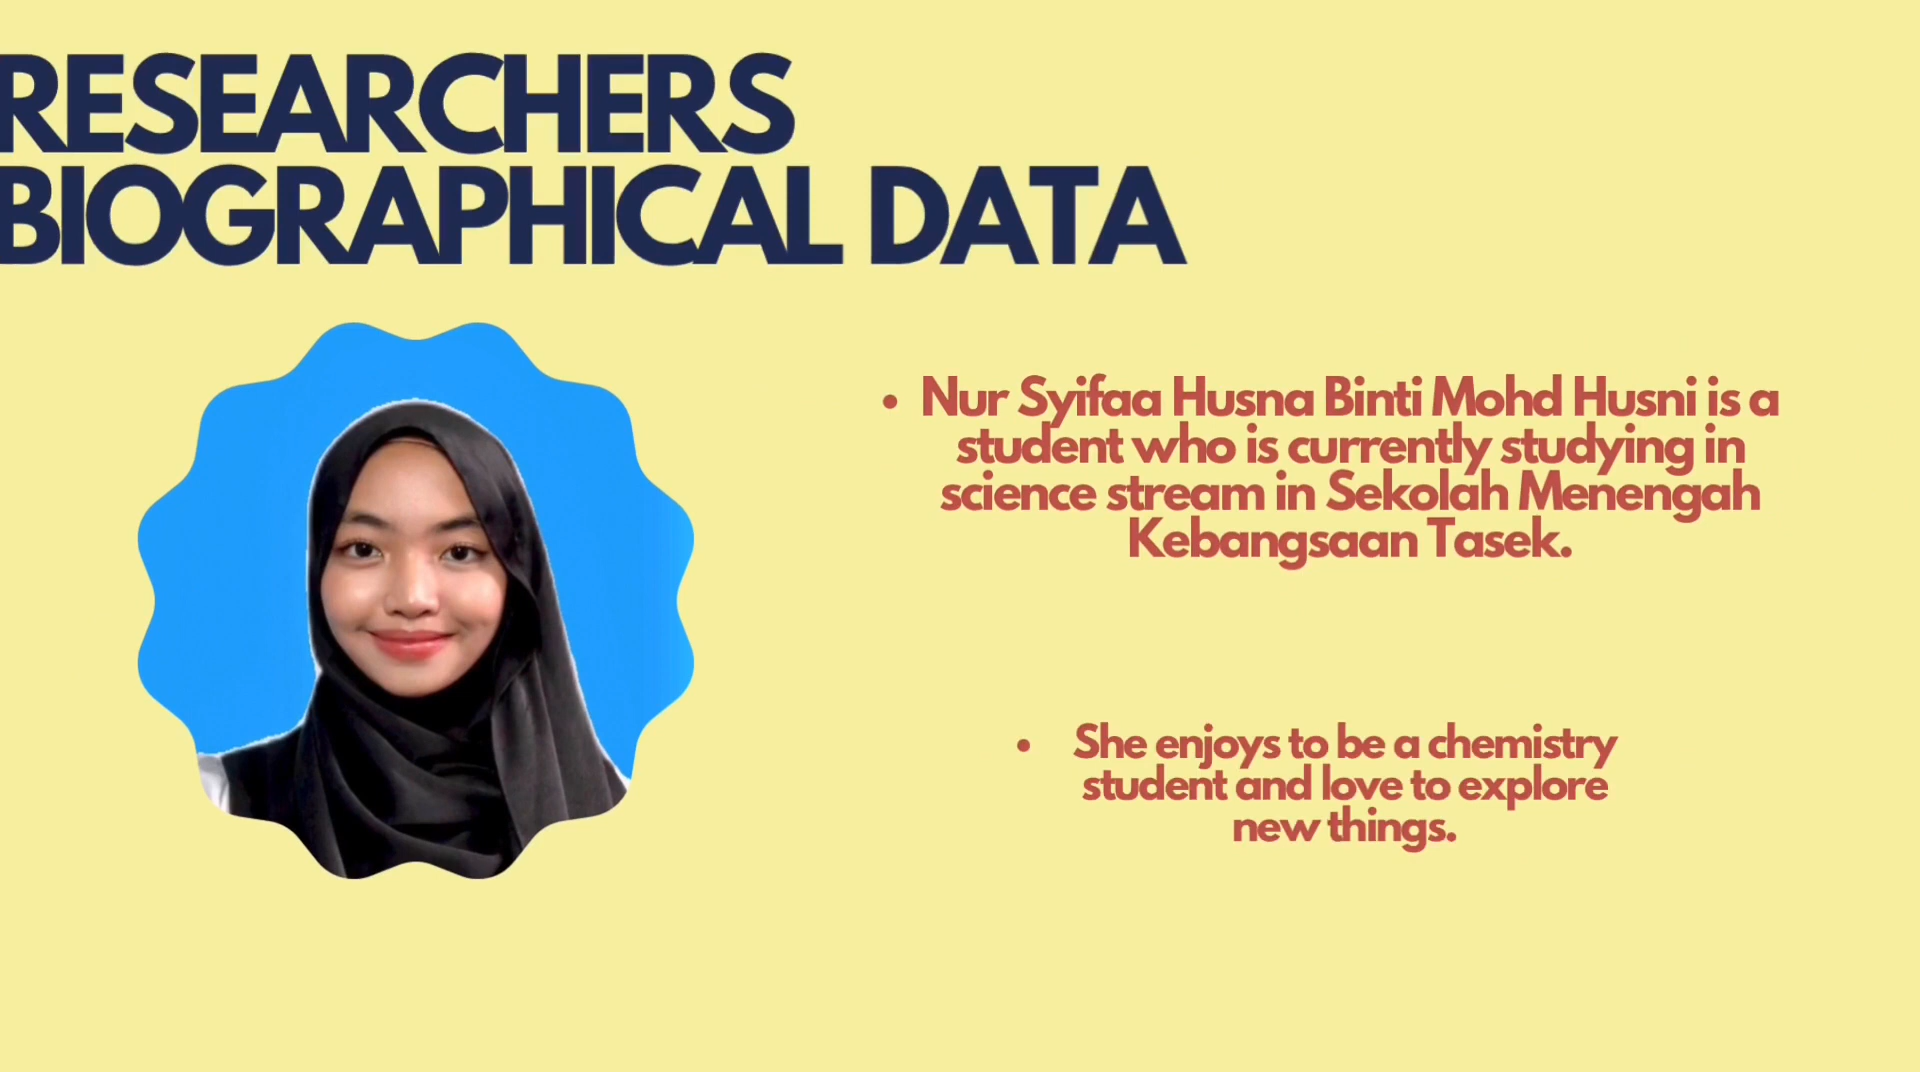 RESEARCHERS
BIOGRAPHICAL DATA
• Nur Syifaa Husna Binti Mohd Husni is a
student who is currently studying in
science stream in Sekolah Menengah
Kebangsaan Tasek.
• She enjoys to be a chemistry
student and love to explore
new things.